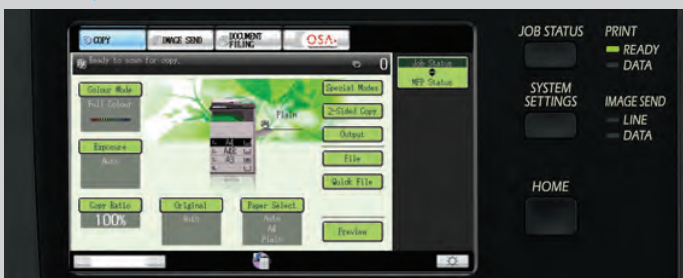 COPY
IMAGE SEND
DOCUMENT
FILING
OSA
Ready to scan for copy.
0
Job Status
MFP Status
Colour Mode
Full Colour
Exposure
Auto
Copy Ratio
100%
Original
Auto
Paper Select
Auto
A4
Plain
Plain
A4
A4R
A3
Special Modes
2-Sided Copy
Output
File
Quick File
Preview
JOB STATUS
SYSTEM
SETTINGS
HOME
PRINT
READY
DATA
IMAGE SEND
LINE
DATA